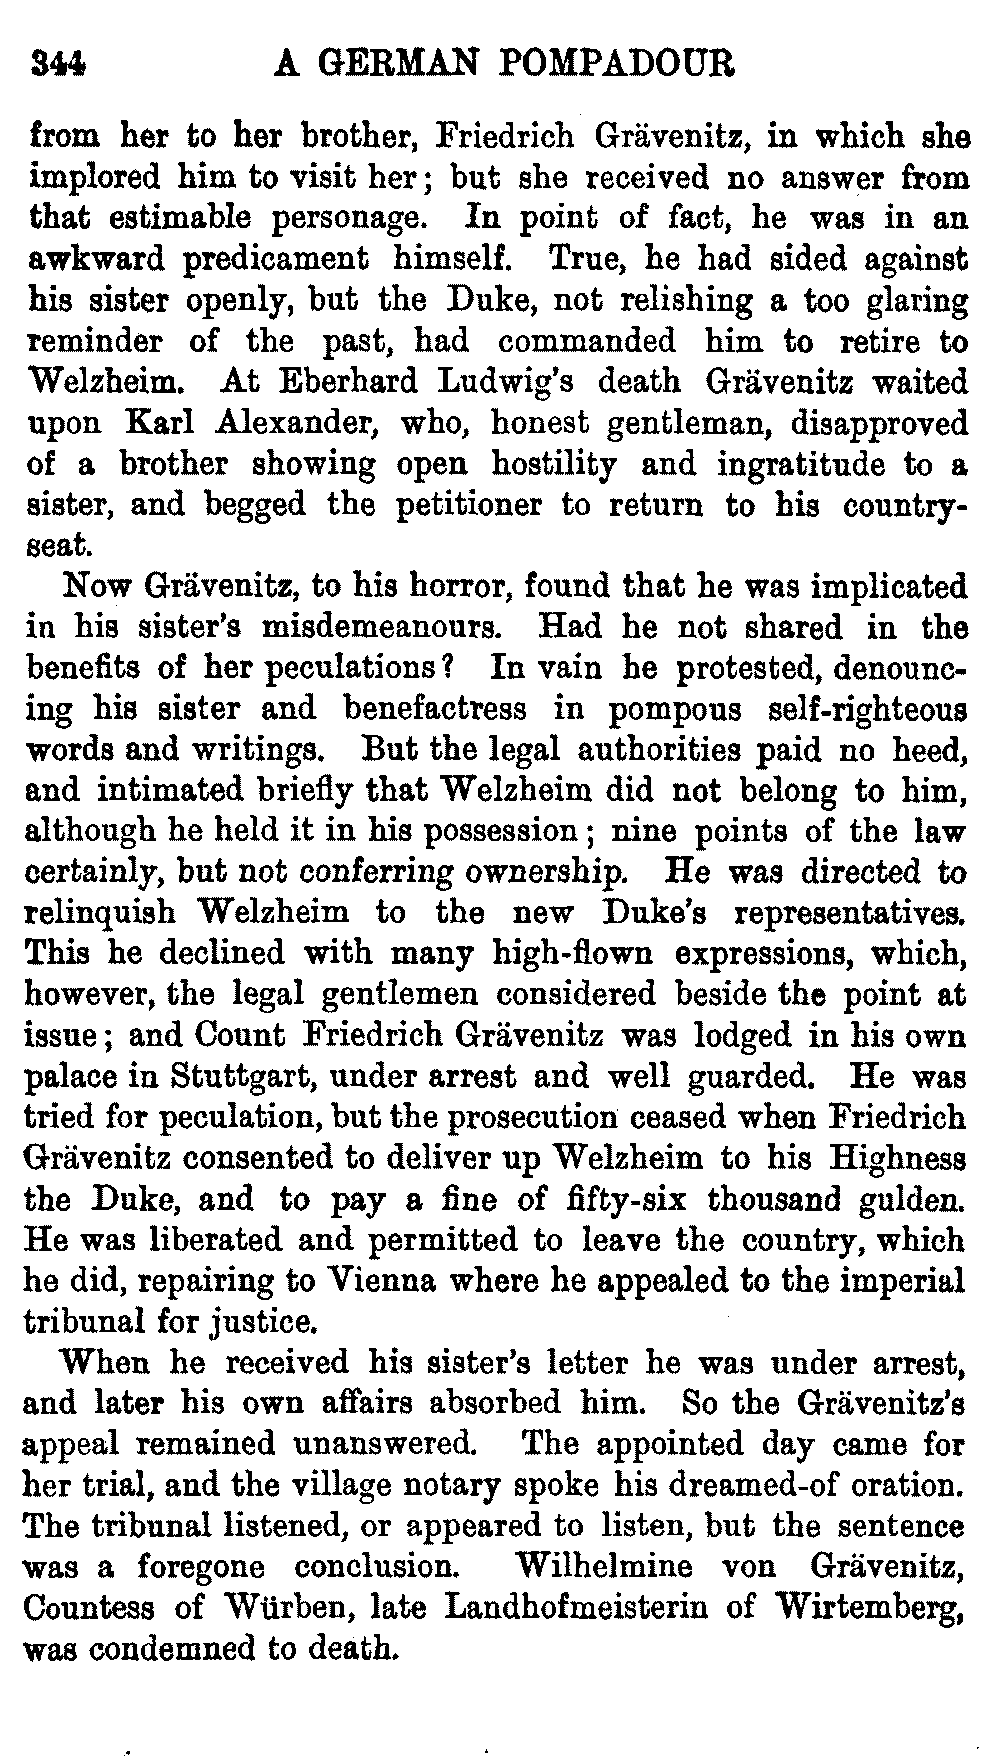 344 A GERMAN POMPADOUR
from her to her brother, Friedrich Grävenitz, in which she
implored him to visit her; but she received no answer from
that estimable personage. In point of fact, he was in an
awkward predicament himself. True, he had sided against
his sister openly, but the Duke, not relishing a too glaring
reminder of the past, had commanded him to retire to
Welzheim. At Eberhard Ludwig's death Grävenitz waited
upon Karl Alexander, who, honest gentleman, disapproved
of a brother showing open hostility and ingratitude to a
sister, and begged the petitioner to return to his country-
seat.
Now Grävenitz, to his horror, found that he was implicated
in his sister's misdemeanours. Had he not shared in the
benefits of her peculations? In vain he protested, denounc-
ing his sister and benefactress in pompous self-righteous
words and writings. But the legal authorities paid no heed,
and intimated briefly that Welzheim did not belong to him,
although he held it in his possession; nine points of the law
certainly, but not conferring ownership. He was directed to
relinquish Welzheim to the new Duke's representatives.
This he declined with many high-flown expressions, which,
however, the legal gentlemen considered beside the point at
issue; and Count Friedrich Grävenitz was lodged in his own
palace in Stuttgart, under arrest and well guarded. He was
tried for peculation, but the prosecution ceased when Friedrich
Grävenitz consented to deliver up Welzheim to his Highness
the Duke, and to pay a fine of fifty-six thousand gulden.
He was liberated and permitted to leave the country, which
he did, repairing to Vienna where he appealed to the imperial
tribunal for justice.
When he received his sister's letter he was under arrest,
and later his own affairs absorbed him. So the Grävenitz's
appeal remained unanswered. The appointed day came for
her trial, and the village notary spoke his dreamed-of oration.
The tribunal listened, or appeared to listen, but the sentence
was a foregone conclusion. Wilhelmine von Grävenitz,
Countess of Würben, late Landhofmeisterin of Wirtemberg,
was condemned to death.